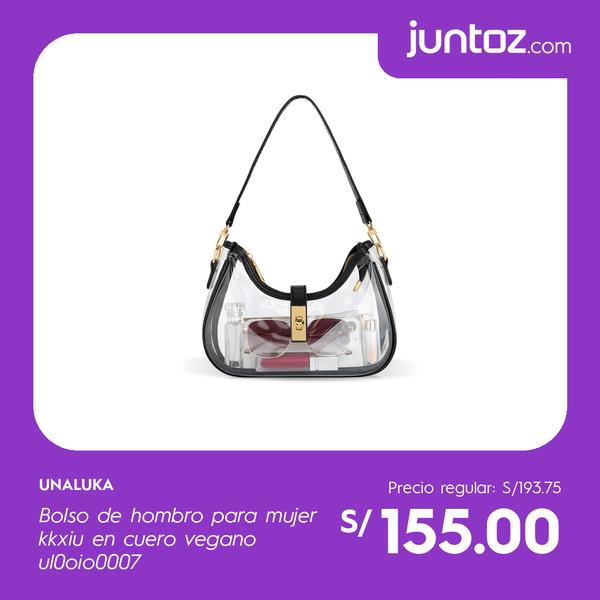 juntoz.com
UNALUKA
Bolso de hombro para mujer
kkxiu en cuero vegano
ul0oio0007
Precio regular: S/193.75
S/155.00